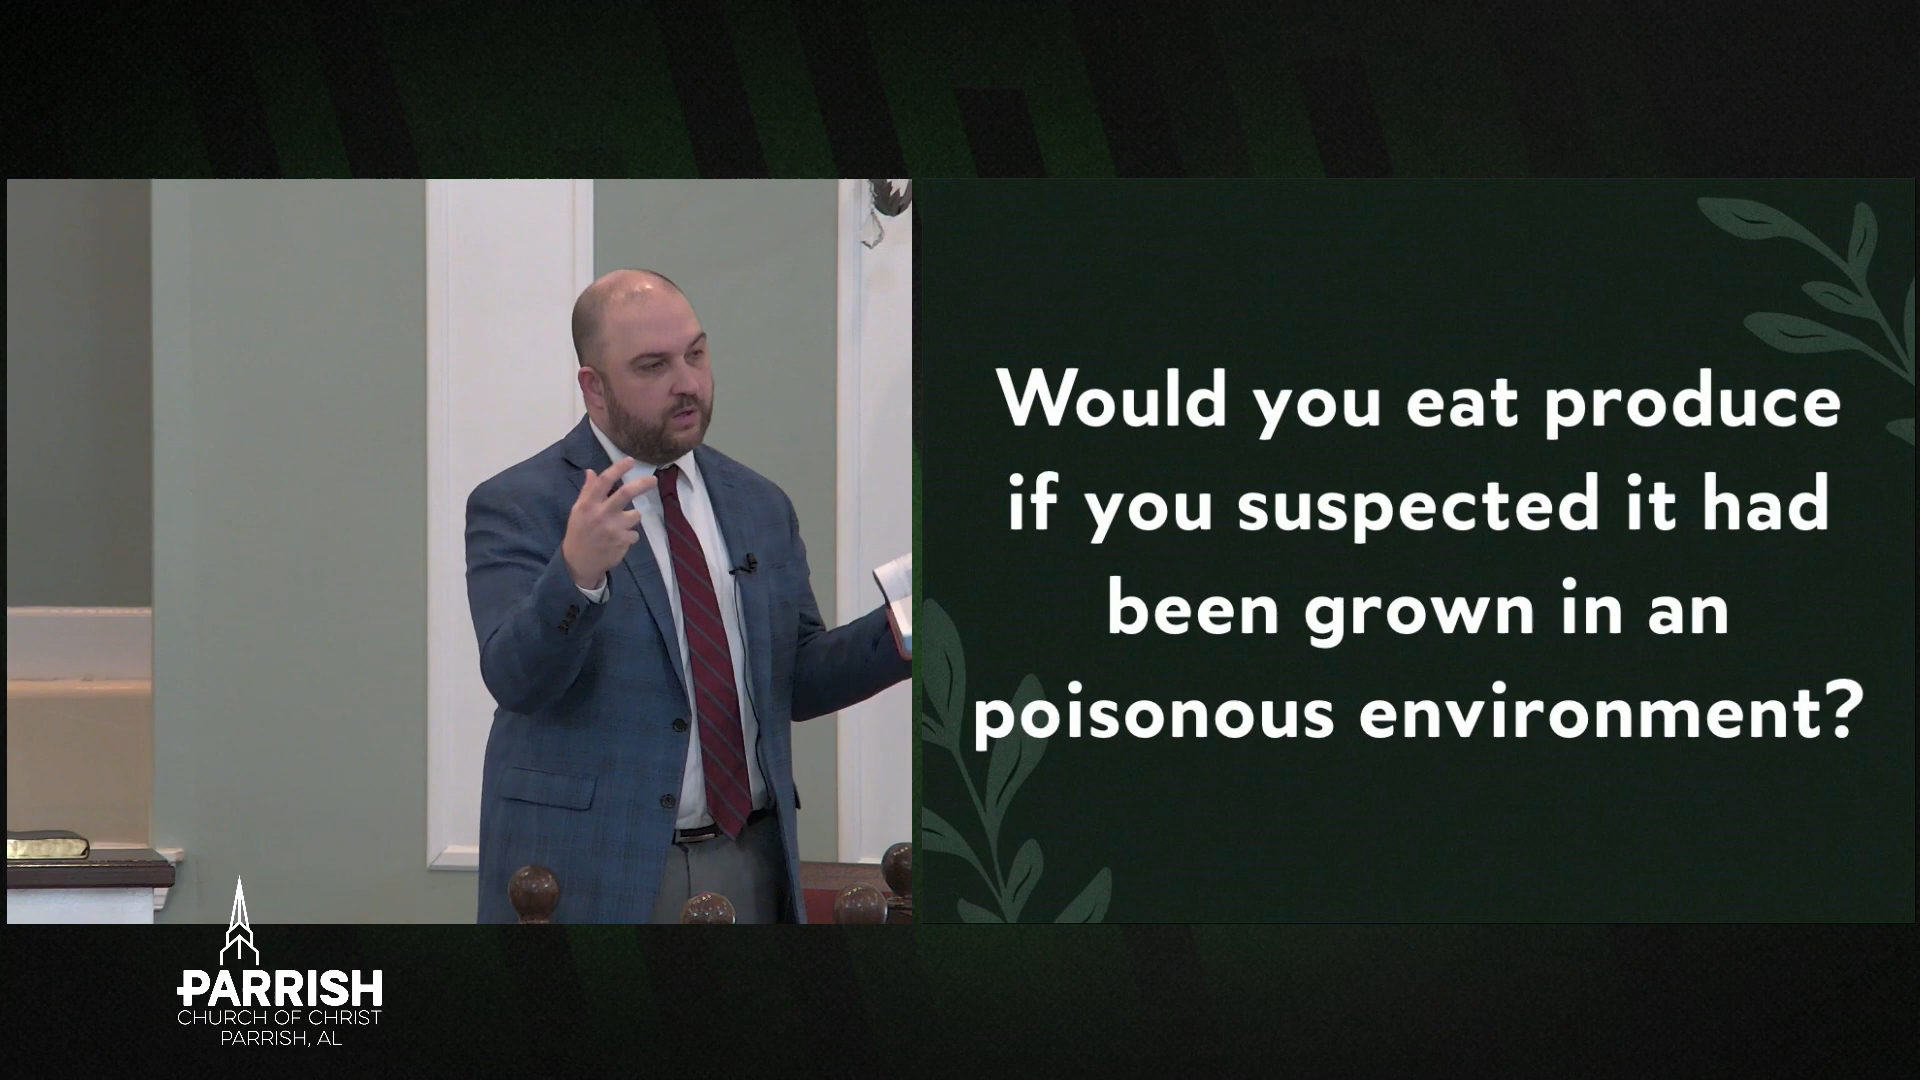 Would you eat produce
if you suspected it had
been grown in an
poisonous environment?
PARRISH
CHURCH OF CHRIST
PARRISH, AL